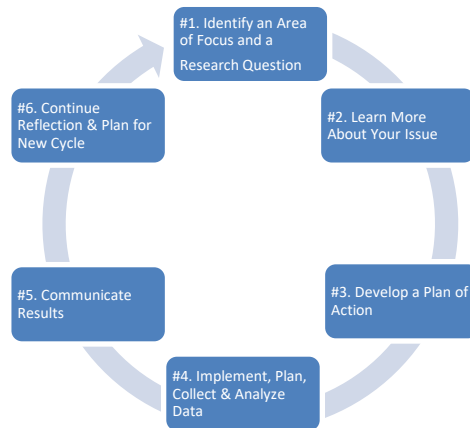 #1. Identify an Area
of Focus and a
Research Question
#2. Learn More
About Your Issue
#3. Develop a Plan of
Action
#4. Implement, Plan,
Collect & Analyze
Data
#5. Communicate
Results
#6. Continue
Reflection & Plan for
New Cycle